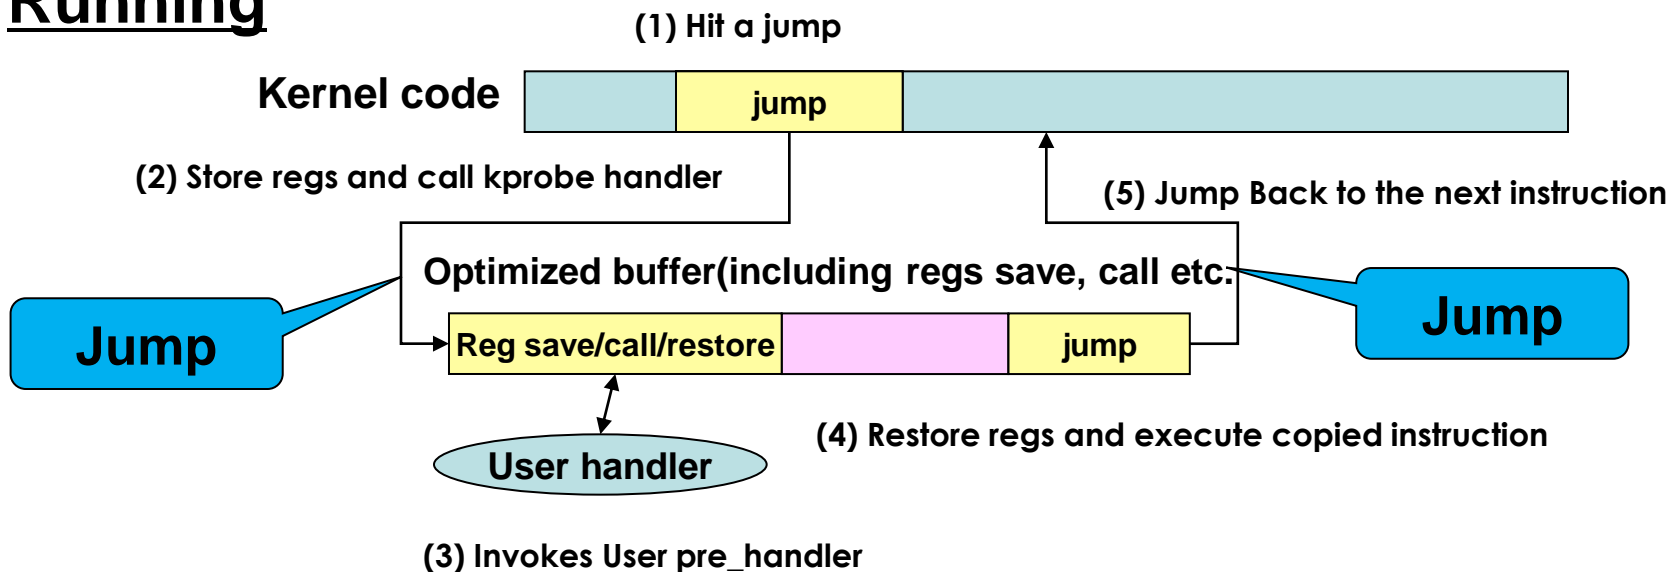 Running
(1) Hit a jump
Kernel code
jump
(2) Store regs and call kprobe handler
(5) Jump Back to the next instruction
Optimized buffer(including regs save, call etc.
Jump
Jump
Reg save/call/restore
jump
(4) Restore regs and execute copied instruction
User handler
(3) Invokes User pre_handler